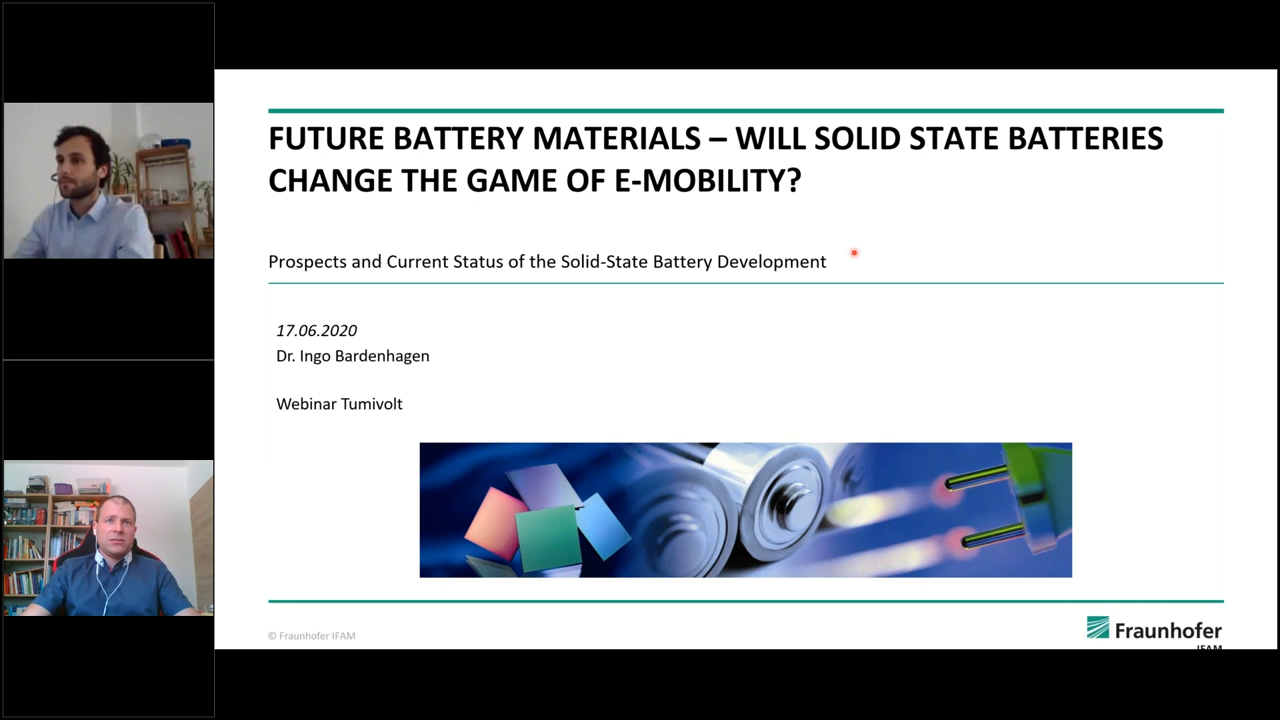 FUTURE BATTERY MATERIALS – WILL SOLID STATE BATTERIES
CHANGE THE GAME OF E-MOBILITY?
Prospects and Current Status of the Solid-State Battery Development
17.06.2020
Dr. Ingo Bardenhagen
Webinar Tumivolt
© Fraunhofer IFAM
Fraunhofer
IFAM